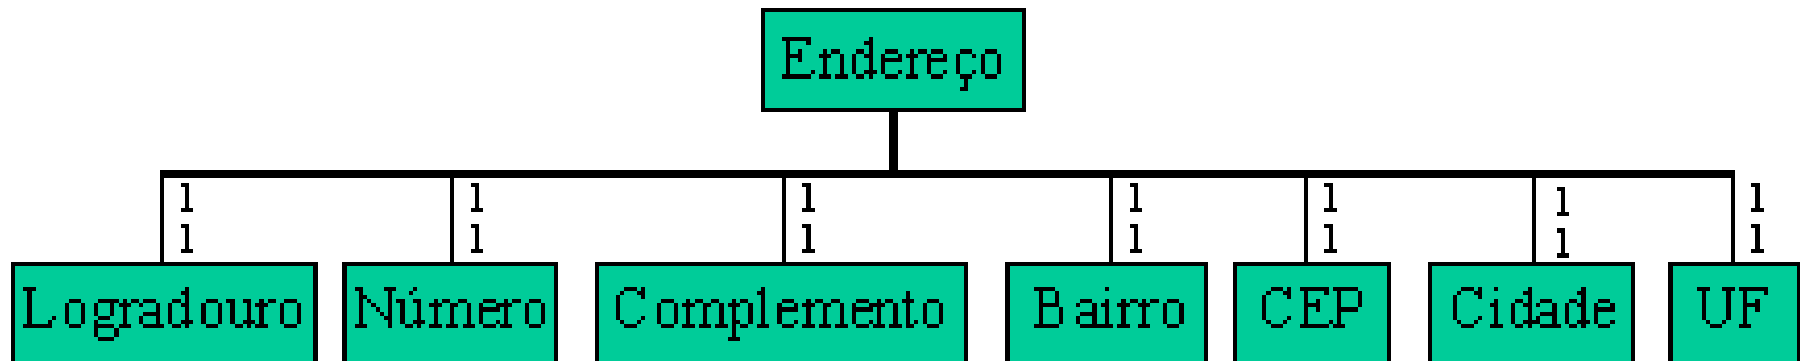 Endereço
1 1 1 1 1 1 1
1 1 1 1 1 1 1
Logradouro Número Complemento Bairro CEP Cidade UF